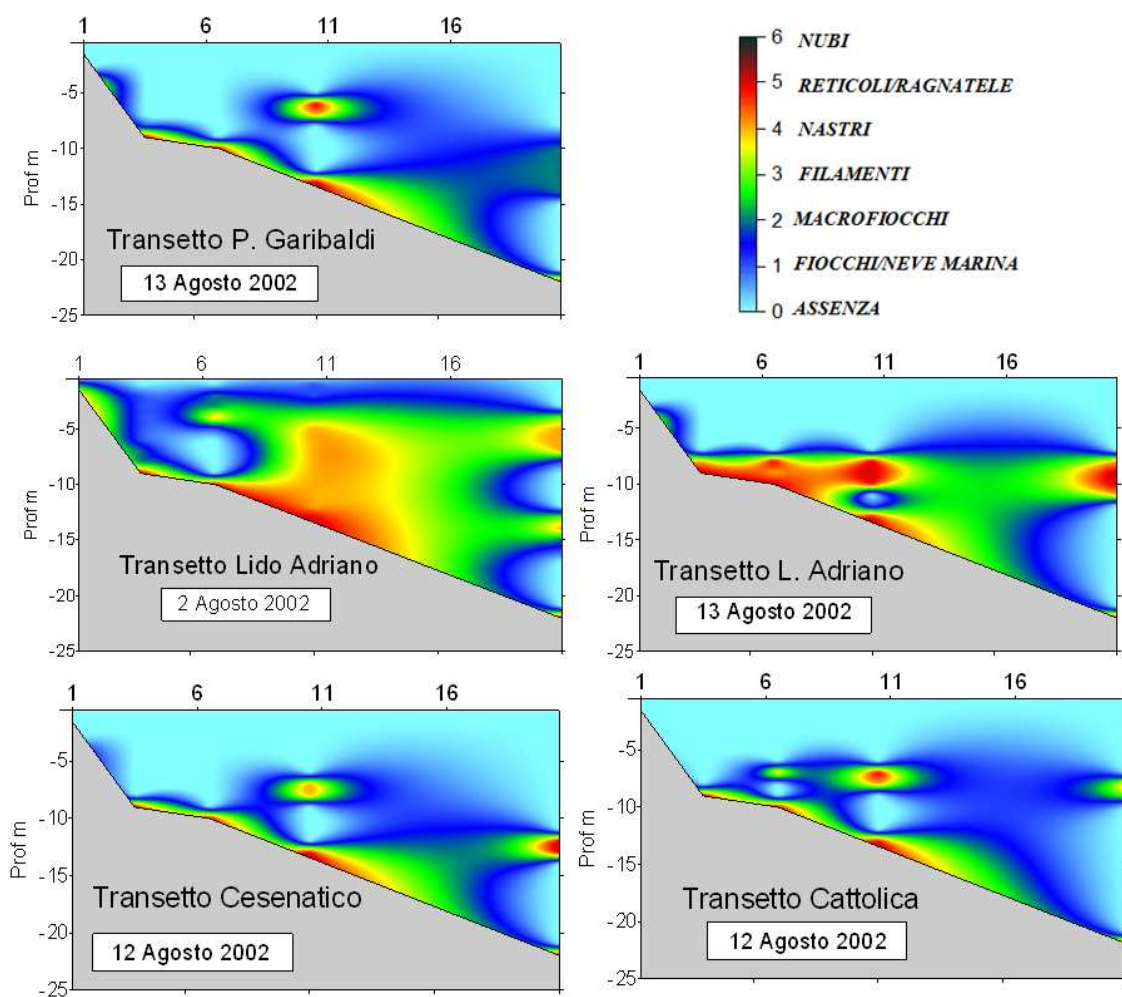 1 6 11 16
-5
-10
-15
-20
-25
Prof m
Transetto P. Garibaldi
13 Agosto 2002
6 NUBI
5 RETICOLI/RAGNATELE
4 NASTRI
3 FILAMENTI
2 MACROFIOCCHI
1 FIOCCHI/NEVE MARINA
0 ASSENZA
1 6 11 16
-5
-10
-15
-20
-25
Prof m
Transetto Lido Adriano
2 Agosto 2002
1 6 11 16
-5
-10
-15
-20
-25
Prof m
Transetto L. Adriano
13 Agosto 2002
1 6 11 16
-5
-10
-15
-20
-25
Prof m
Transetto Cesenatico
12 Agosto 2002
1 6 11 16
-5
-10
-15
-20
-25
Prof m
Transetto Cattolica
12 Agosto 2002